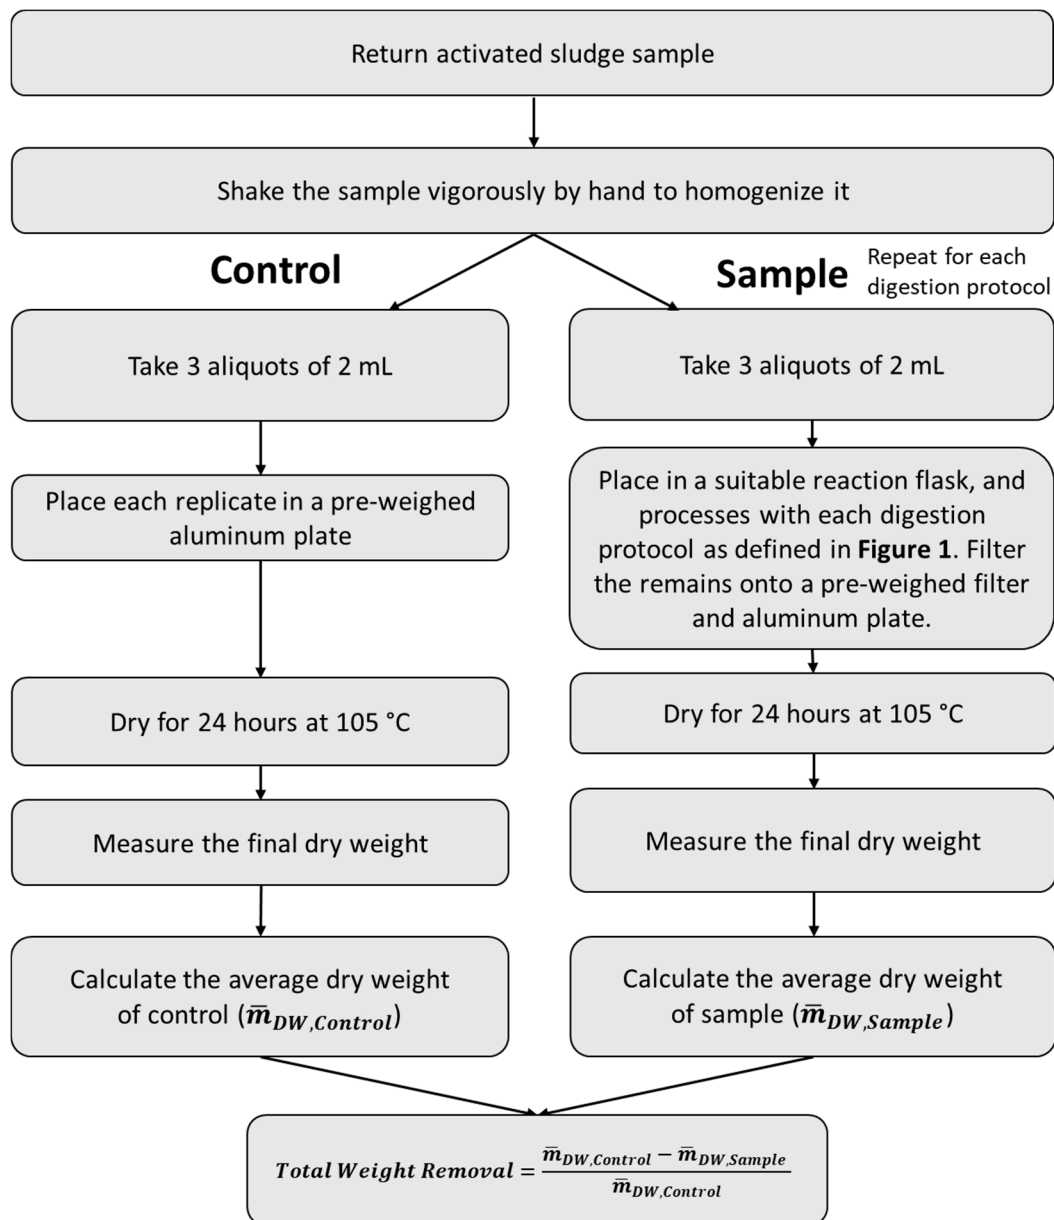 Return activated sludge sample
Shake the sample vigorously by hand to homogenize it
Control
Sample
Repeat for each
digestion protocol
Take 3 aliquots of 2 mL
Take 3 aliquots of 2 mL
Place each replicate in a pre-weighed
aluminum plate
Place in a suitable reaction flask, and
processes with each digestion
protocol as defined in Figure 1. Filter
the remains onto a pre-weighed filter
and aluminum plate.
Dry for 24 hours at 105 °C
Dry for 24 hours at 105 °C
Measure the final dry weight
Measure the final dry weight
Calculate the average dry weight
of control (m̅DW,Control)
Calculate the average dry weight
of sample (m̅DW,Sample)
Total Weight Removal = (m̅DW,Control − m̅DW,Sample) / m̅DW,Control